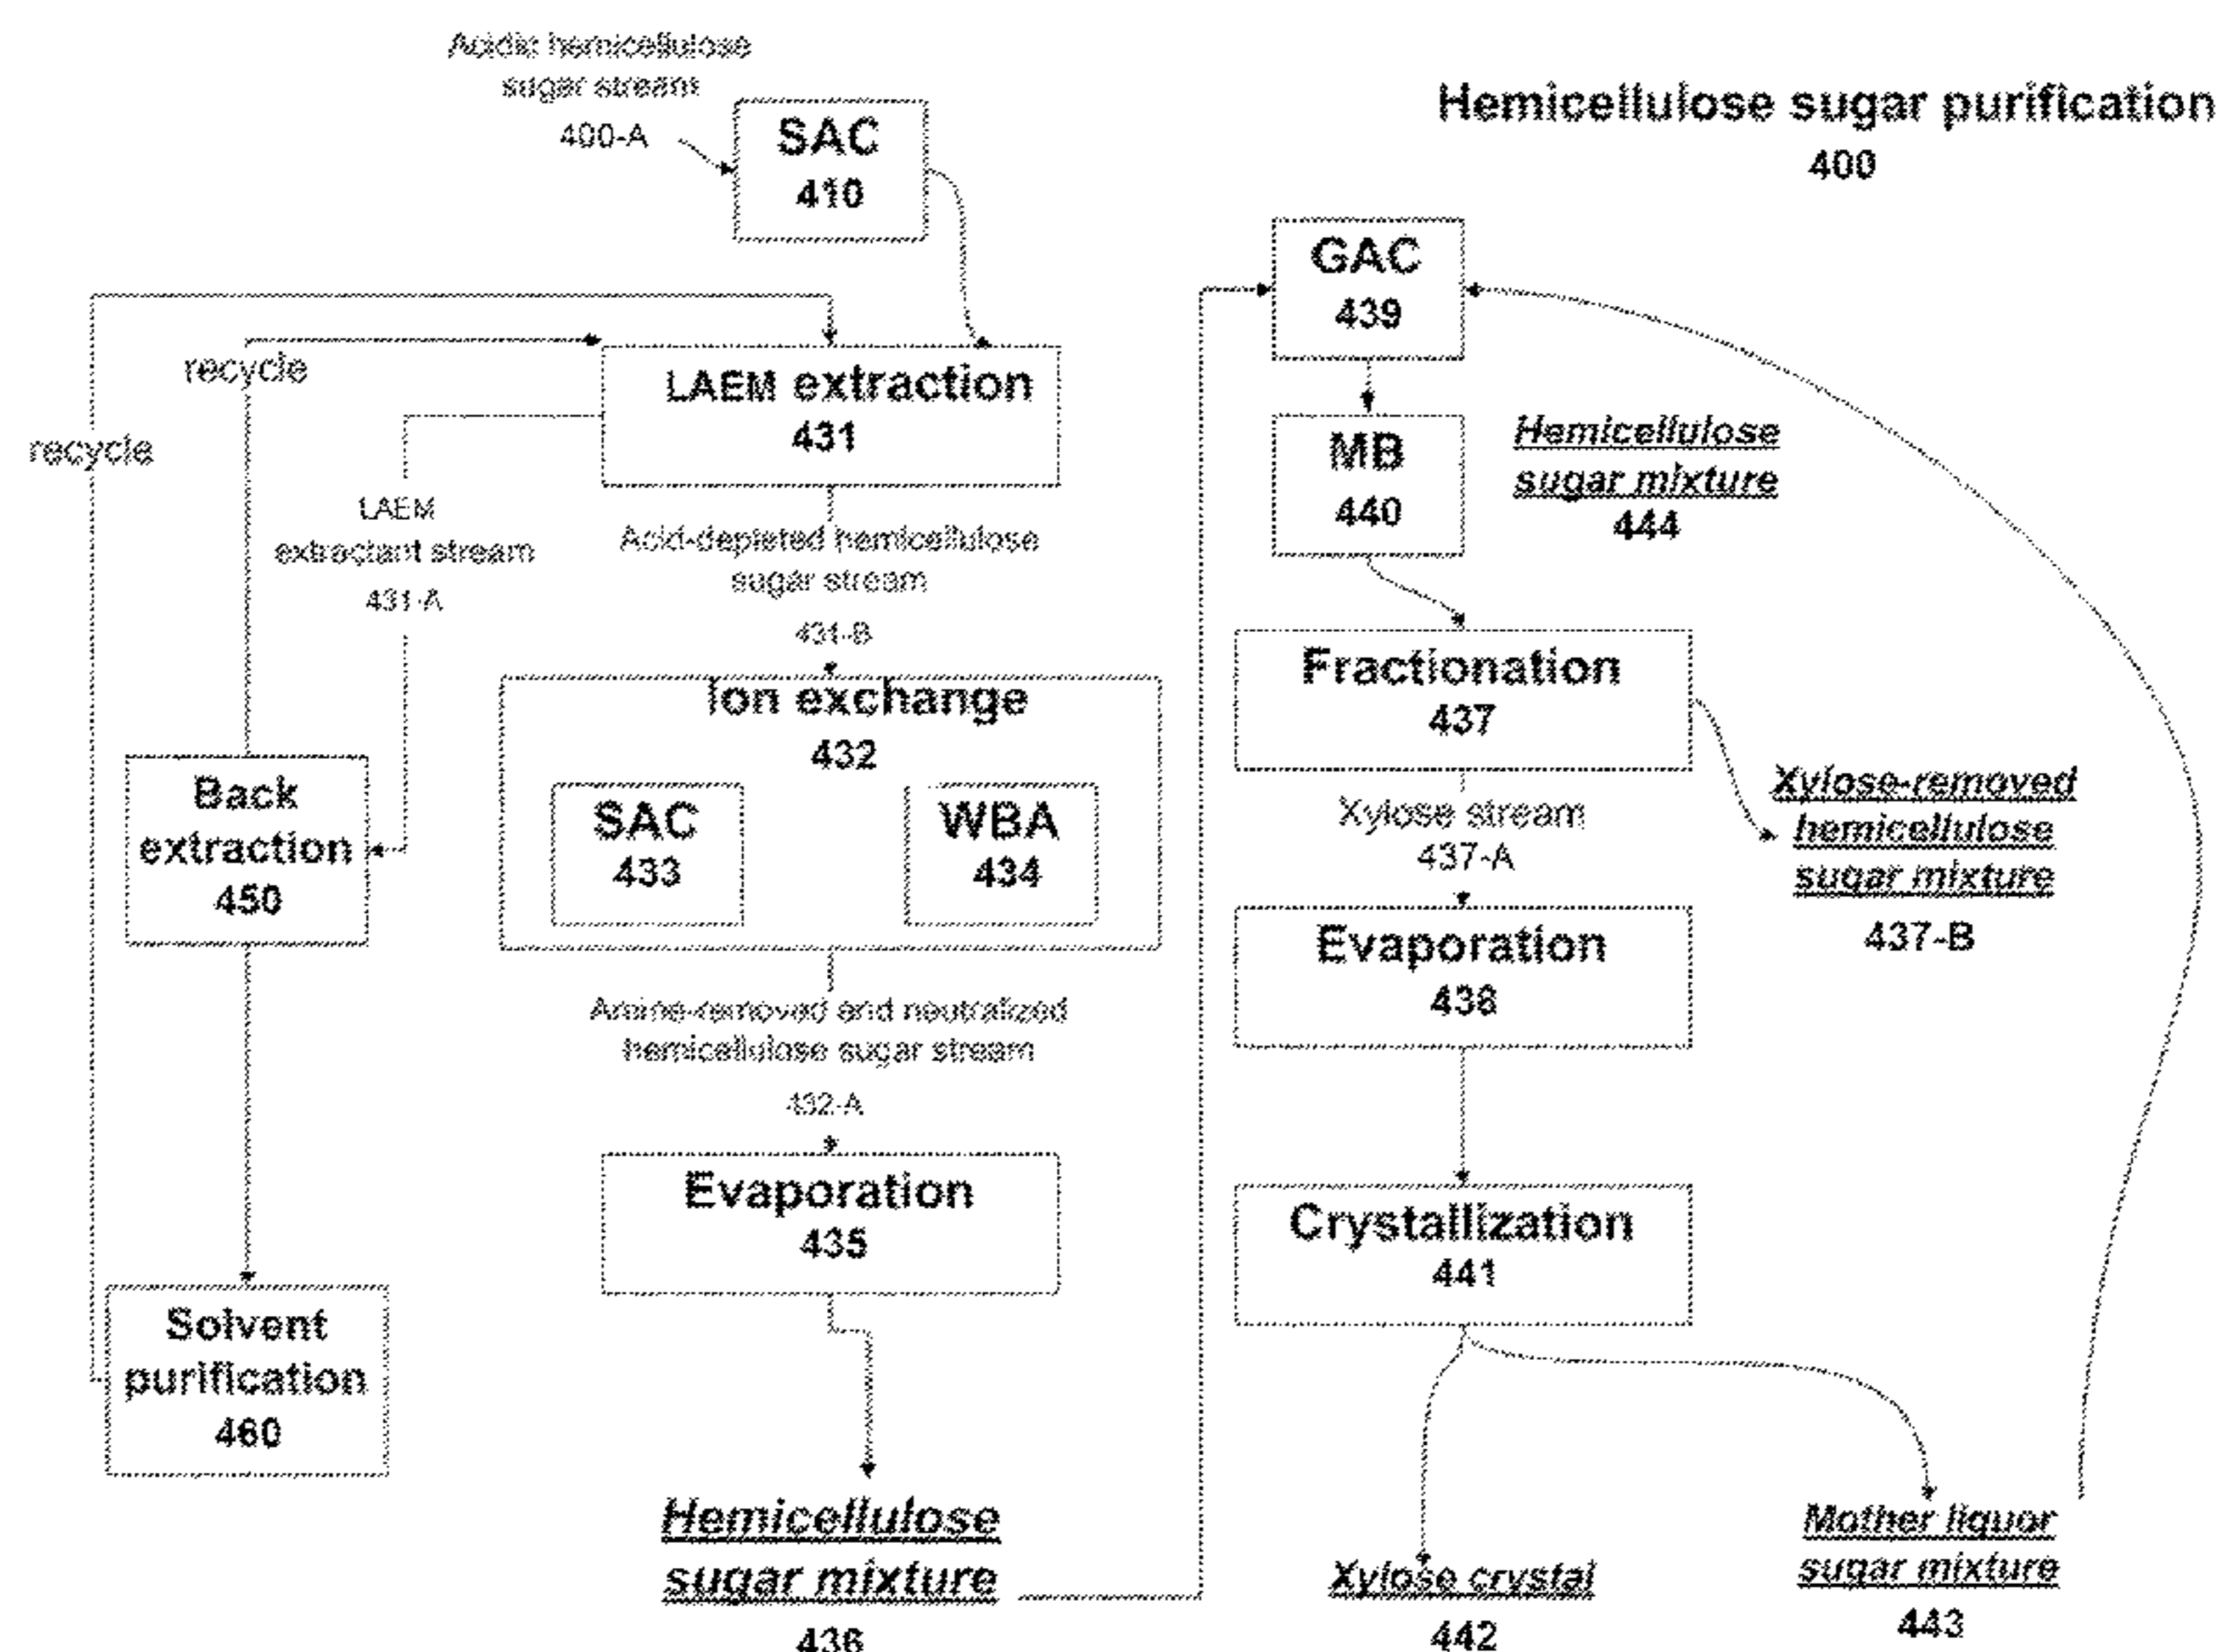 Acidic hemicellulose
sugar stream
400-A
SAC
410
Hemicellulose sugar purification
400
recycle
recycle
LAEM extraction
431
LAEM
extractant stream
431-A
Acid-depleted hemicellulose
sugar stream
431-B
Ion exchange
432
SAC
433
WBA
434
Back
extraction
450
Amine-removed and neutralized
hemicellulose sugar stream
432-A
Evaporation
435
Solvent
purification
460
Hemicellulose
sugar mixture
436
GAC
439
MB
440
Hemicellulose
sugar mixture
444
Fractionation
437
Xylose stream
437-A
Xylose-removed
hemicellulose
sugar mixture
437-B
Evaporation
438
Crystallization
441
Xylose crystal
442
Mother liquor
sugar mixture
443